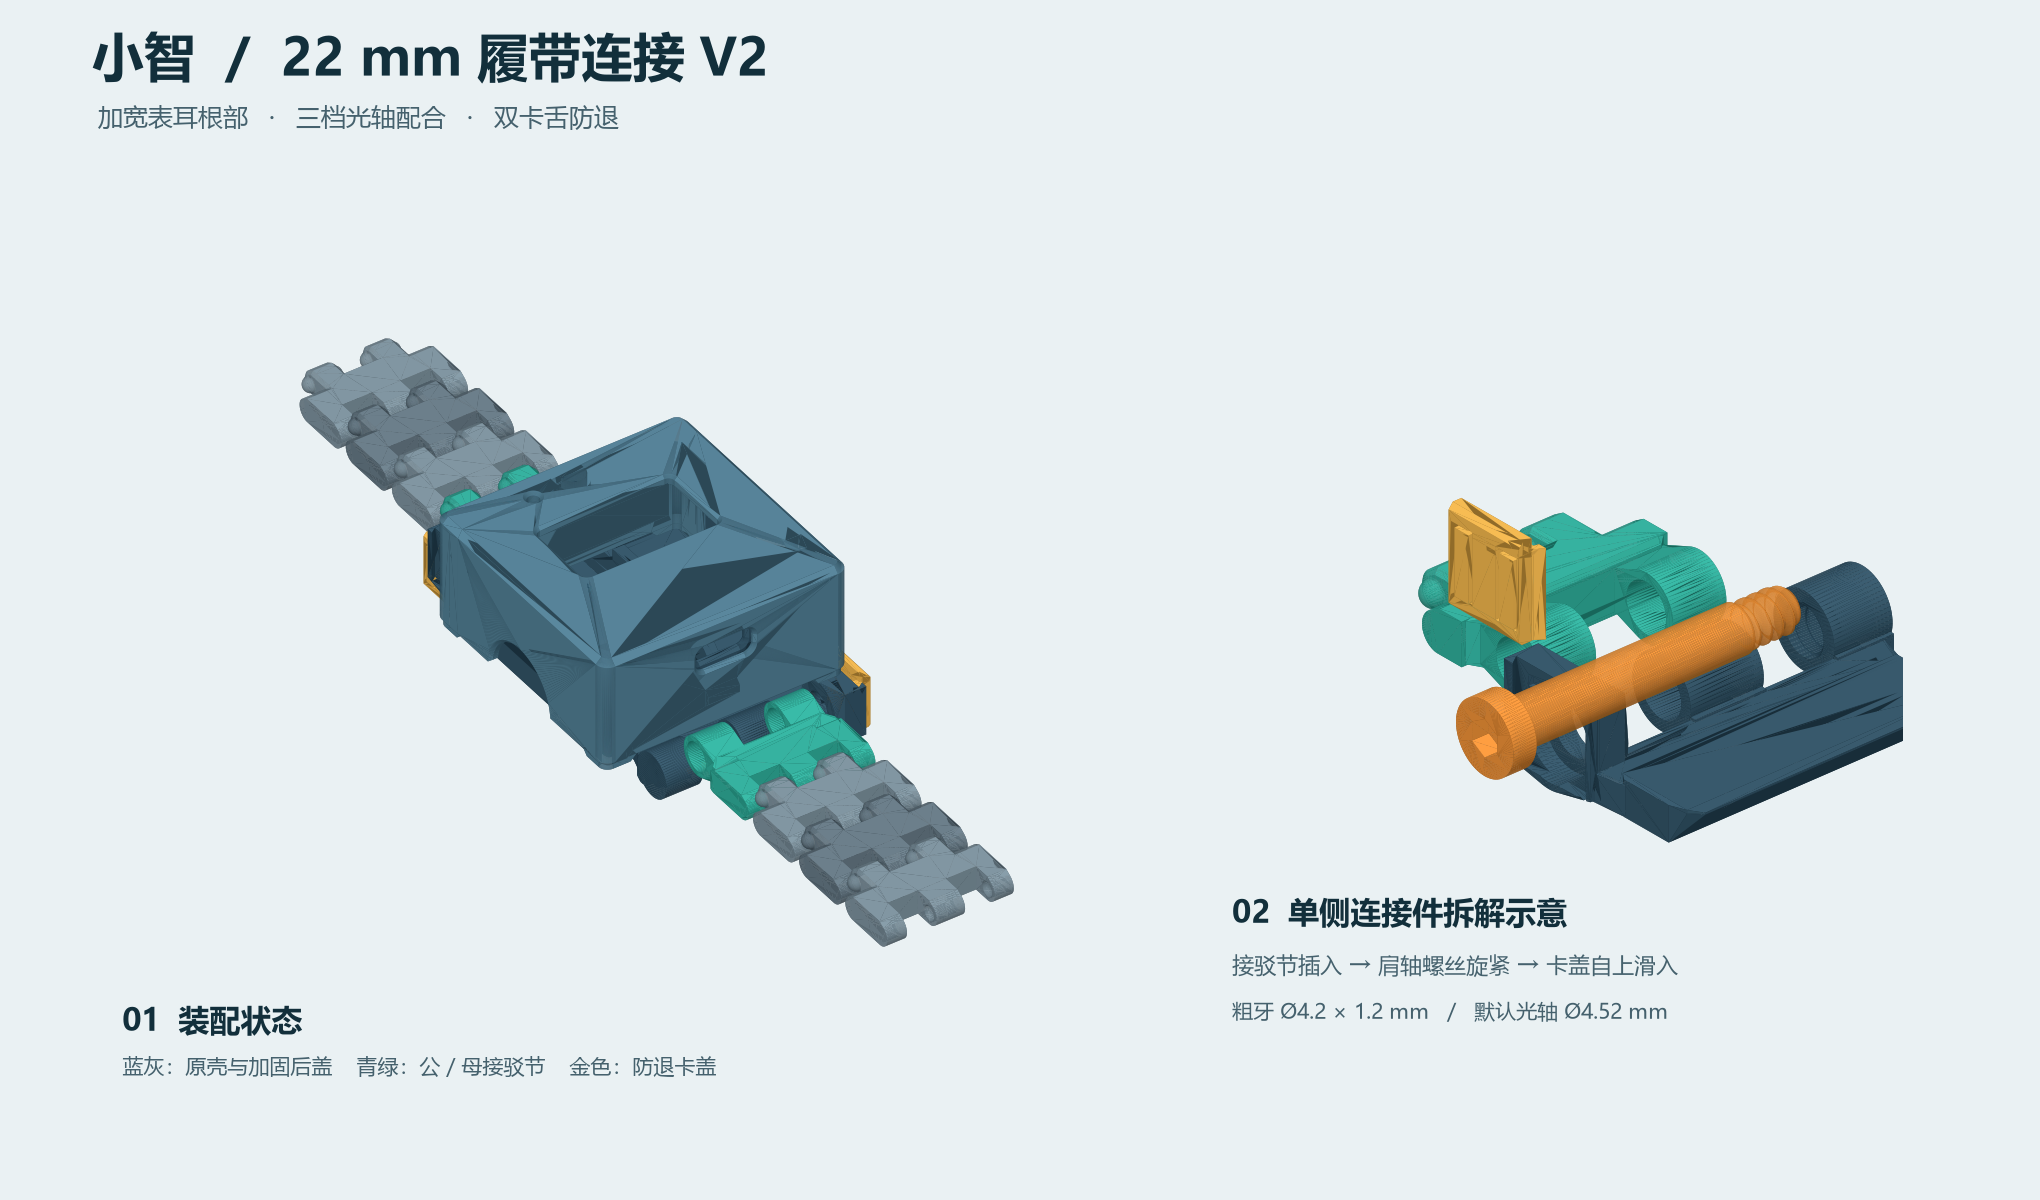 小智 / 22 mm 履带连接 V2
加宽表耳根部 · 三档光轴配合 · 双卡舌防退
01 装配状态
蓝灰：原壳与加固后盖 青绿：公 / 母接驳节 金色：防退卡盖
02 单侧连接件拆解示意
接驳节插入 → 肩轴螺丝旋紧 → 卡盖自上滑入
粗牙 Ø4.2 × 1.2 mm / 默认光轴 Ø4.52 mm